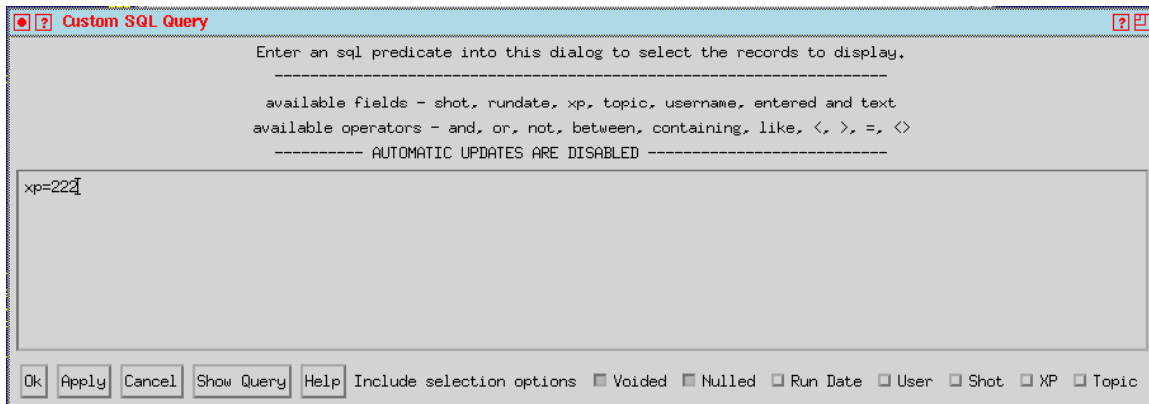 Custom SQL Query
Enter an sql predicate into this dialog to select the records to display.
----------------------------------------------------------------------
available fields - shot, rundate, xp, topic, username, entered and text
available operators - and, or, not, between, containing, like, <, >, =, <>
---------- AUTOMATIC UPDATES ARE DISABLED ---------------------------
xp=222
Ok Apply Cancel Show Query Help Include selection options Voided Nulled Run Date User Shot XP Topic